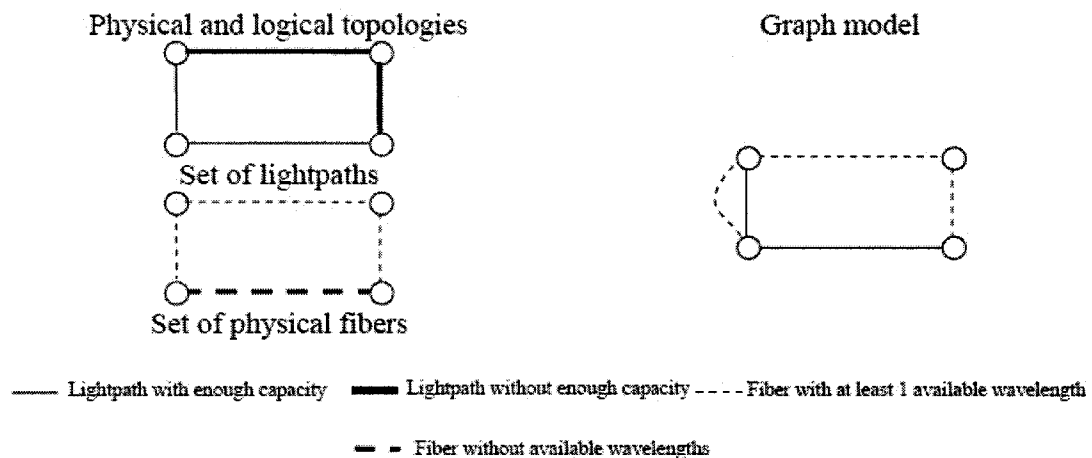 Physical and logical topologies
Graph model
Set of lightpaths
Set of physical fibers
Lightpath with enough capacity
Lightpath without enough capacity
Fiber with at least 1 available wavelength
Fiber without available wavelengths